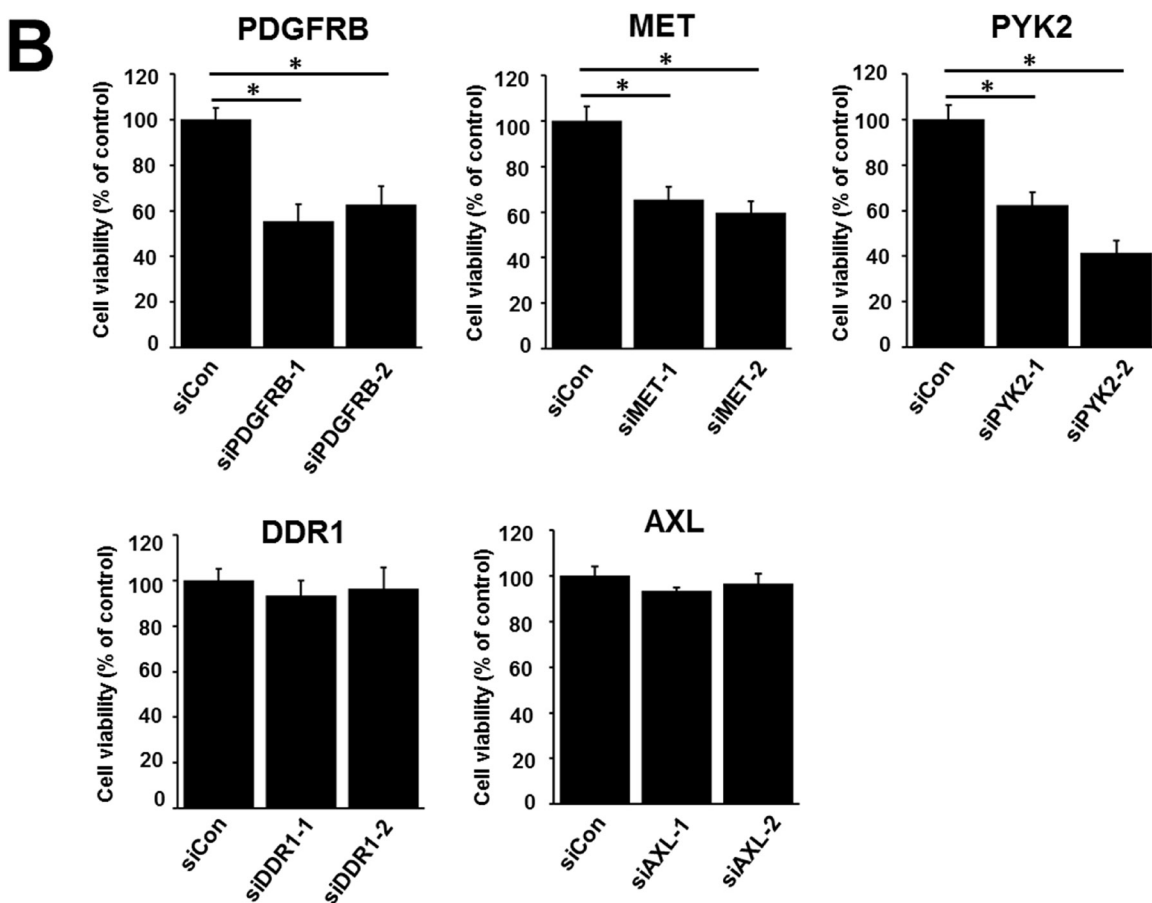 B
PDGFRB
Cell viability (% of control)
120
100
80
60
40
20
0
*
*
siCon
siPDGFRB-1
siPDGFRB-2
MET
Cell viability (% of control)
120
100
80
60
40
20
0
*
*
siCon
siMET-1
siMET-2
PYK2
Cell viability (% of control)
120
100
80
60
40
20
0
*
*
siCon
siPYK2-1
siPYK2-2
DDR1
Cell viability (% of control)
120
100
80
60
40
20
0
siCon
siDDR1-1
siDDR1-2
AXL
Cell viability (% of control)
120
100
80
60
40
20
0
siCon
siAXL-1
siAXL-2